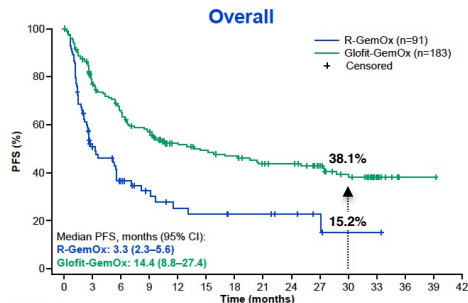 Overall
R-GemOx (n=91)
Glofit-GemOx (n=183)
Censored
PFS (%)
100
80
60
40
20
0
38.1%
15.2%
Median PFS, months (95% CI):
R-GemOx: 3.3 (2.3–5.6)
Glofit-GemOx: 14.4 (8.8–27.4)
0 3 6 9 12 15 18 21 24 27 30 33 36 39 42
Time (months)